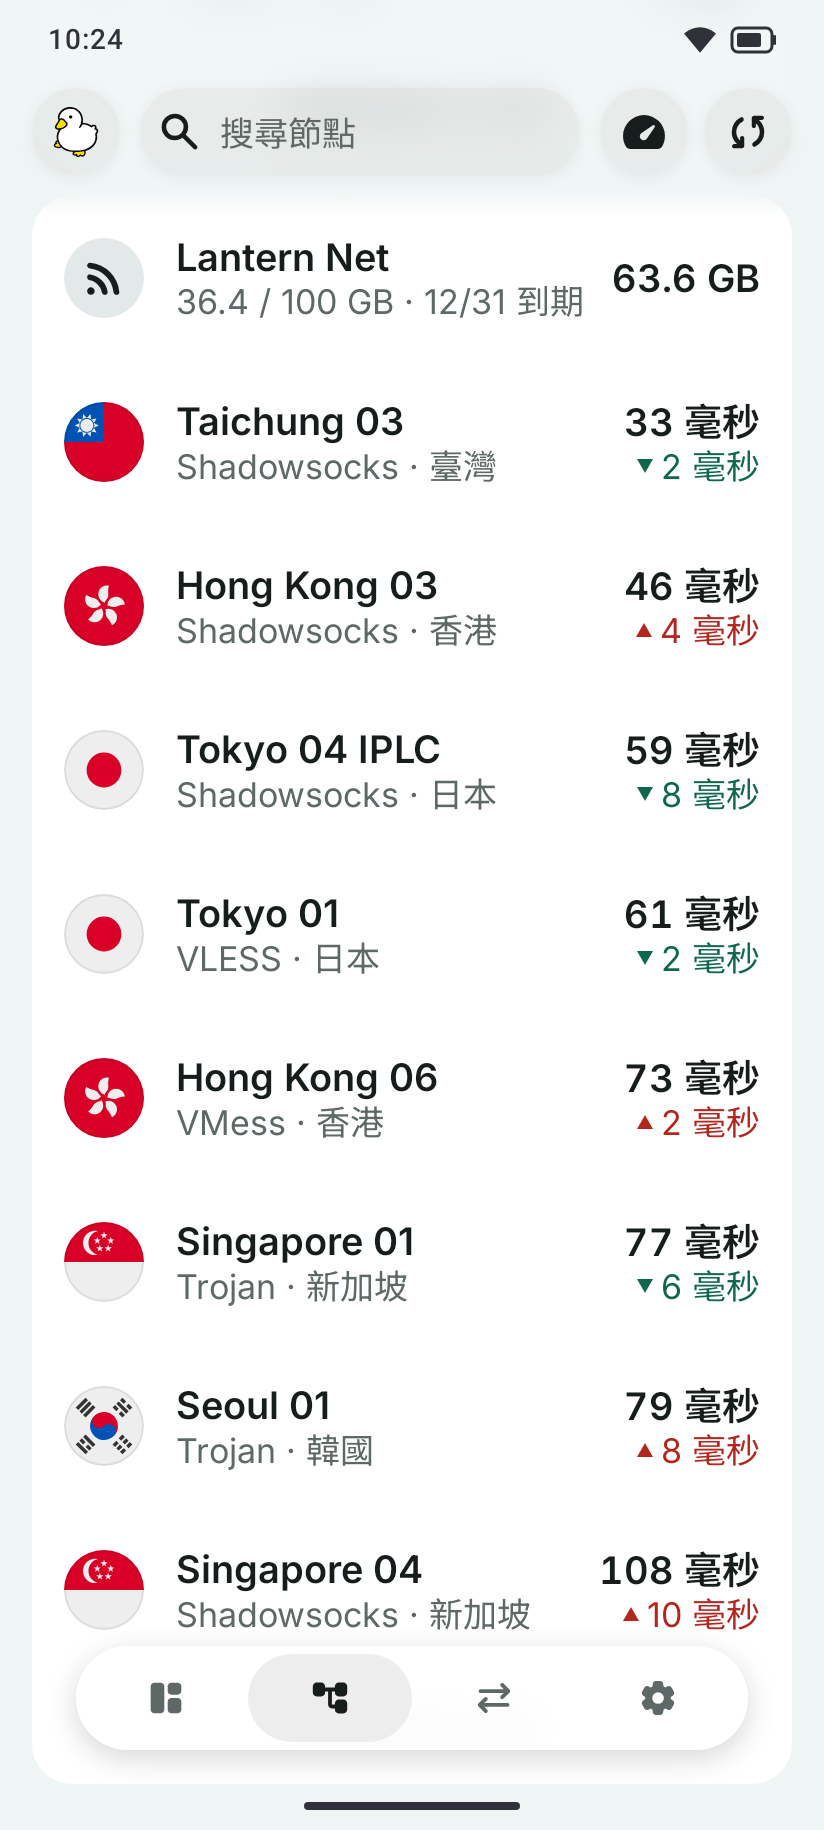 10:24
搜尋節點
Lantern Net
36.4 / 100 GB · 12/31 到期
63.6 GB
Taichung 03
Shadowsocks · 臺灣
33 毫秒
▼2 毫秒
Hong Kong 03
Shadowsocks · 香港
46 毫秒
▲4 毫秒
Tokyo 04 IPLC
Shadowsocks · 日本
59 毫秒
▼8 毫秒
Tokyo 01
VLESS · 日本
61 毫秒
▼2 毫秒
Hong Kong 06
VMess · 香港
73 毫秒
▲2 毫秒
Singapore 01
Trojan · 新加坡
77 毫秒
▼6 毫秒
Seoul 01
Trojan · 韓國
79 毫秒
▲8 毫秒
Singapore 04
Shadowsocks · 新加坡
108 毫秒
▲10 毫秒